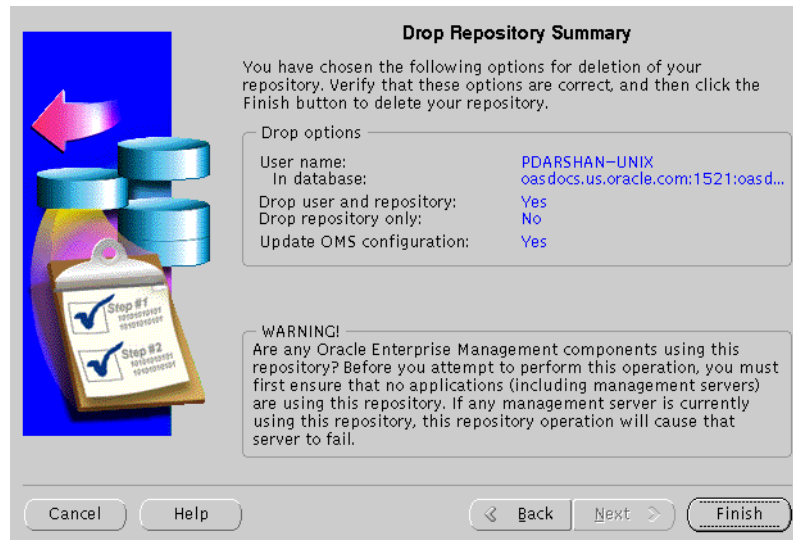 Drop Repository Summary
You have chosen the following options for deletion of your
repository. Verify that these options are correct, and then click the
Finish button to delete your repository.
Drop options
User name: PDARSHAN-UNIX
In database: oasdocs.us.oracle.com:1521:oasd...
Drop user and repository: Yes
Drop repository only: No
Update OMS configuration: Yes
Step #1
10101010101
10101010101
Step #2
10101010101
10101010101
WARNING!
Are any Oracle Enterprise Management components using this
repository? Before you attempt to perform this operation, you must
first ensure that no applications (including management servers)
are using this repository. If any management server is currently
using this repository, this repository operation will cause that
server to fail.
Cancel
Help
Back
Next
Finish